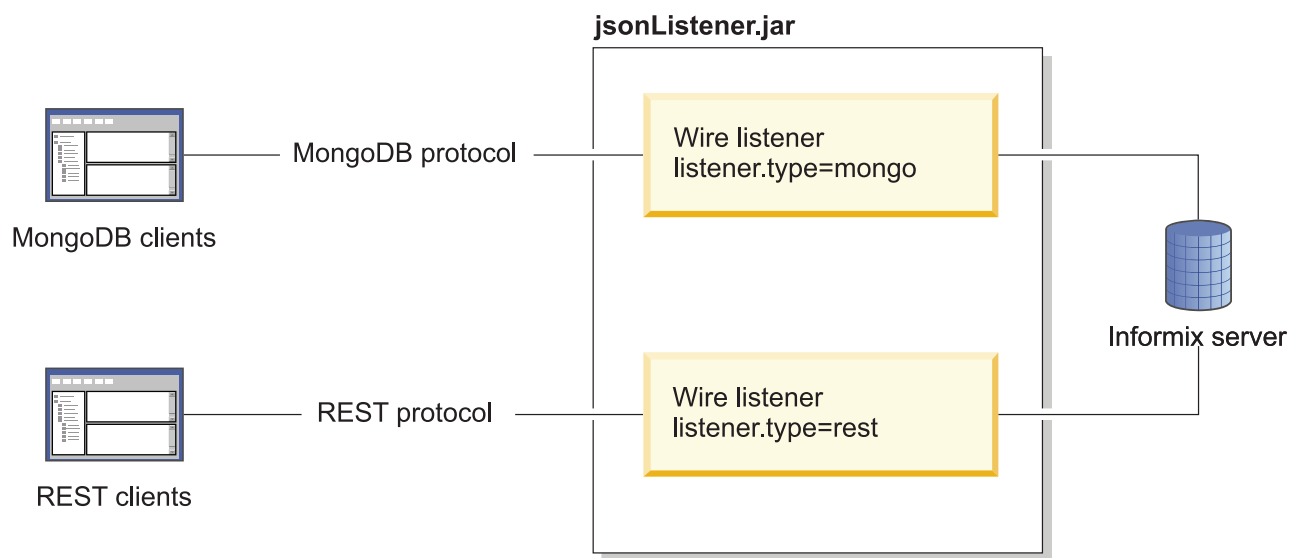 jsonListener.jar
Wire listener
listener.type=mongo
MongoDB protocol
MongoDB clients
Informix server
Wire listener
listener.type=rest
REST protocol
REST clients